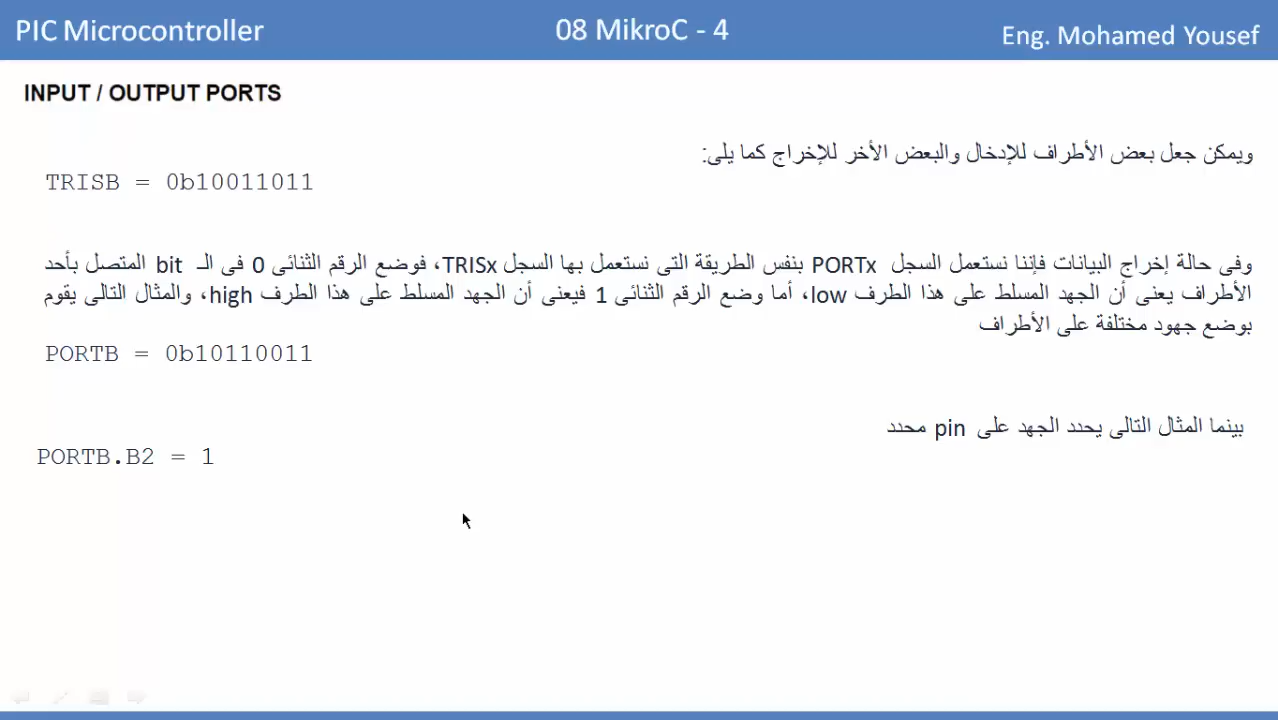 PIC Microcontroller
08 MikroC - 4
Eng. Mohamed Yousef
INPUT / OUTPUT PORTS
ويمكن جعل بعض الأطراف للإدخال والبعض الأخر للإخراج كما يلى:
TRISB = 0b10011011
وفى حالة إخراج البيانات فإننا نستعمل السجل PORTx بنفس الطريقة التى نستعمل بها السجل TRISx، فوضع الرقم الثنائى 0 فى الـ bit المتصل بأحد
الأطراف يعنى أن الجهد المسلط على هذا الطرف low، أما وضع الرقم الثنائى 1 فيعنى أن الجهد المسلط على هذا الطرف high، والمثال التالى يقوم
بوضع جهود مختلفة على الأطراف
PORTB = 0b10110011
بينما المثال التالى يحدد الجهد على pin محدد
PORTB.B2 = 1